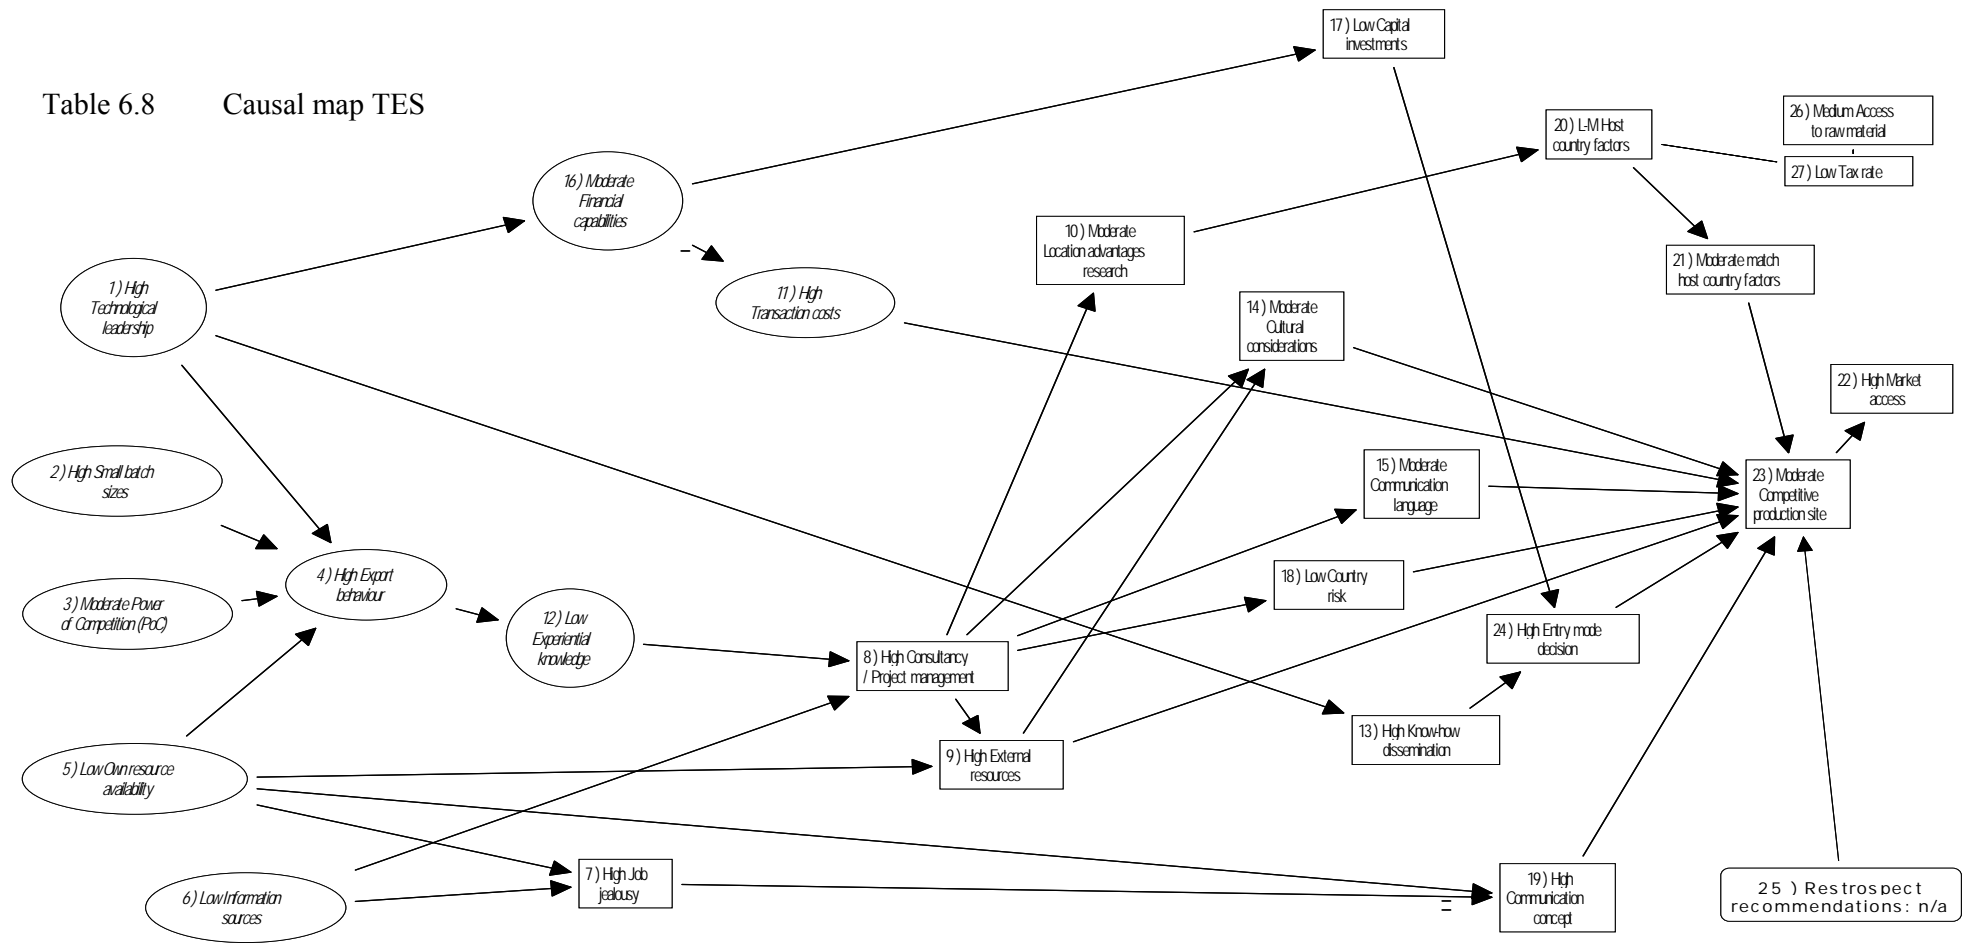 Table 6.8 Causal map TES
17 ) Low Capital
investments
26 ) Medium Access
to raw material
20 ) L-M Host
country factors
27 ) Low Tax rate
16 ) Moderate
Financial
capabilities
10 ) Moderate
Location advantages
research
21 ) Moderate match
host country factors
1 ) High
Technological
leadership
11 ) High
Transaction costs
14 ) Moderate
Cultural
considerations
22 ) High Market
access
2 ) High Small batch
sizes
15 ) Moderate
Communication
language
23 ) Moderate
Competitive
production site
4 ) High Export
behaviour
18 ) Low Country
risk
3 ) Moderate Power
of Competition (PoC)
12 ) Low
Experiential
knowledge
24 ) High Entry mode
decision
8 ) High Consultancy
/ Project management
13 ) High Know-how
dissemination
9 ) High External
resources
5 ) Low Own resource
availability
7 ) High Job
jealousy
6 ) Low Information
sources
19 ) High
Communication
concept
25 ) Restrospect
recommendations: n/a